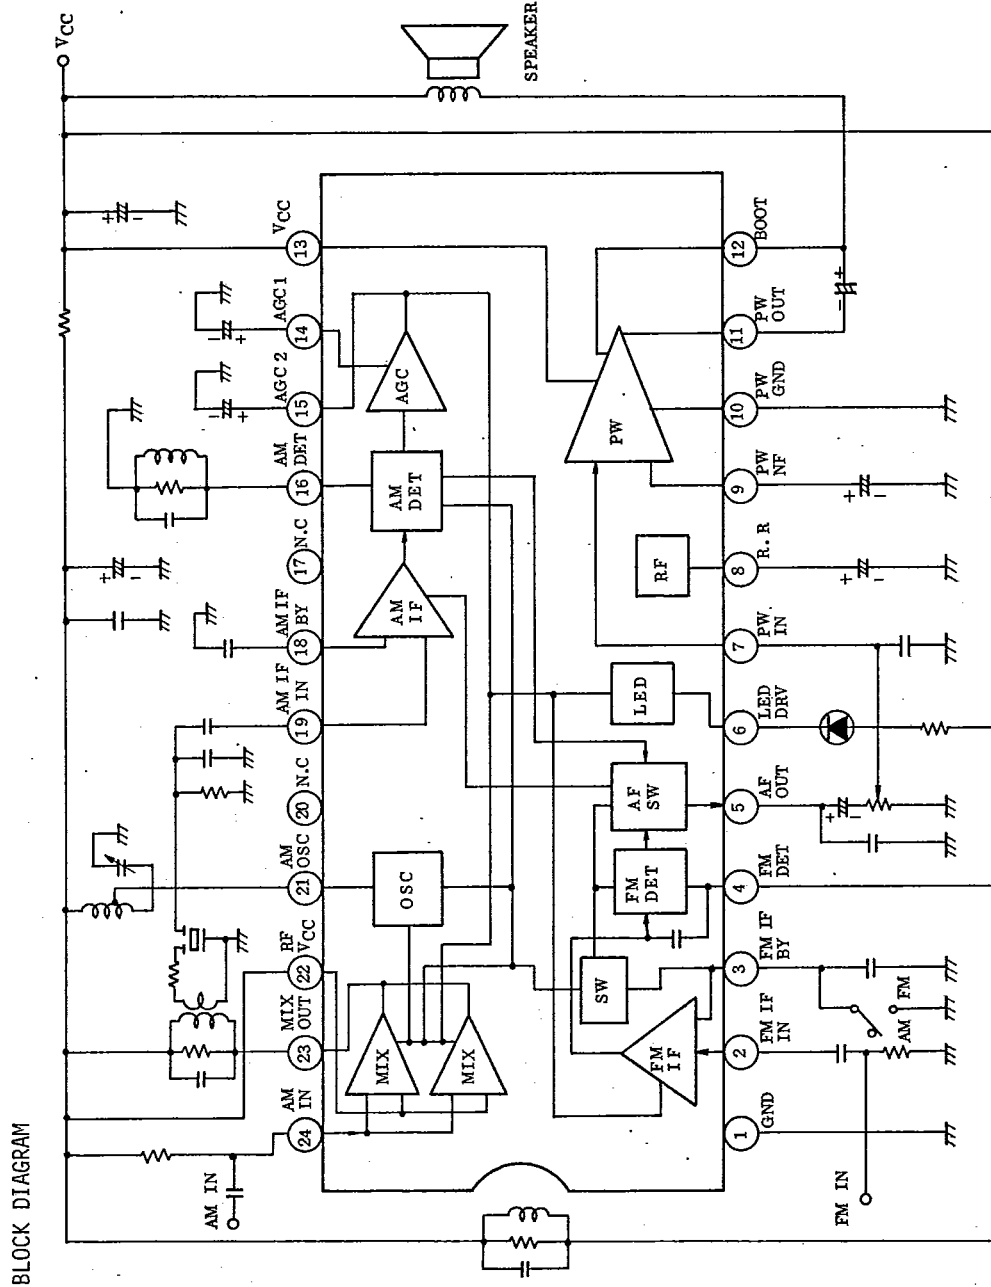 BLOCK DIAGRAM
VCC
SPEAKER
AM IN
24
AM
IN
23
MIX
OUT
22
RF
VCC
21
AM
OSC
20
N.C
19
AM IF
IN
18
AM IF
BY
17
N.C
16
AM
DET
15
AGC 2
14
AGC 1
13
VCC
MIX
MIX
OSC
AM
IF
AM
DET
AGC
FM
IF
SW
FM
DET
AF
SW
LED
RF
PW
1
GND
2
FM IF
IN
3
FM IF
BY
4
FM
DET
5
AF
OUT
6
LED
DRV
7
PW
IN
8
R.R
9
PW
NF
10
PW
GND
11
PW
OUT
12
BOOT
FM IN
AM
FM
+
-
+
-
-
+
-
+
+
-
+
-
+
-
-
+